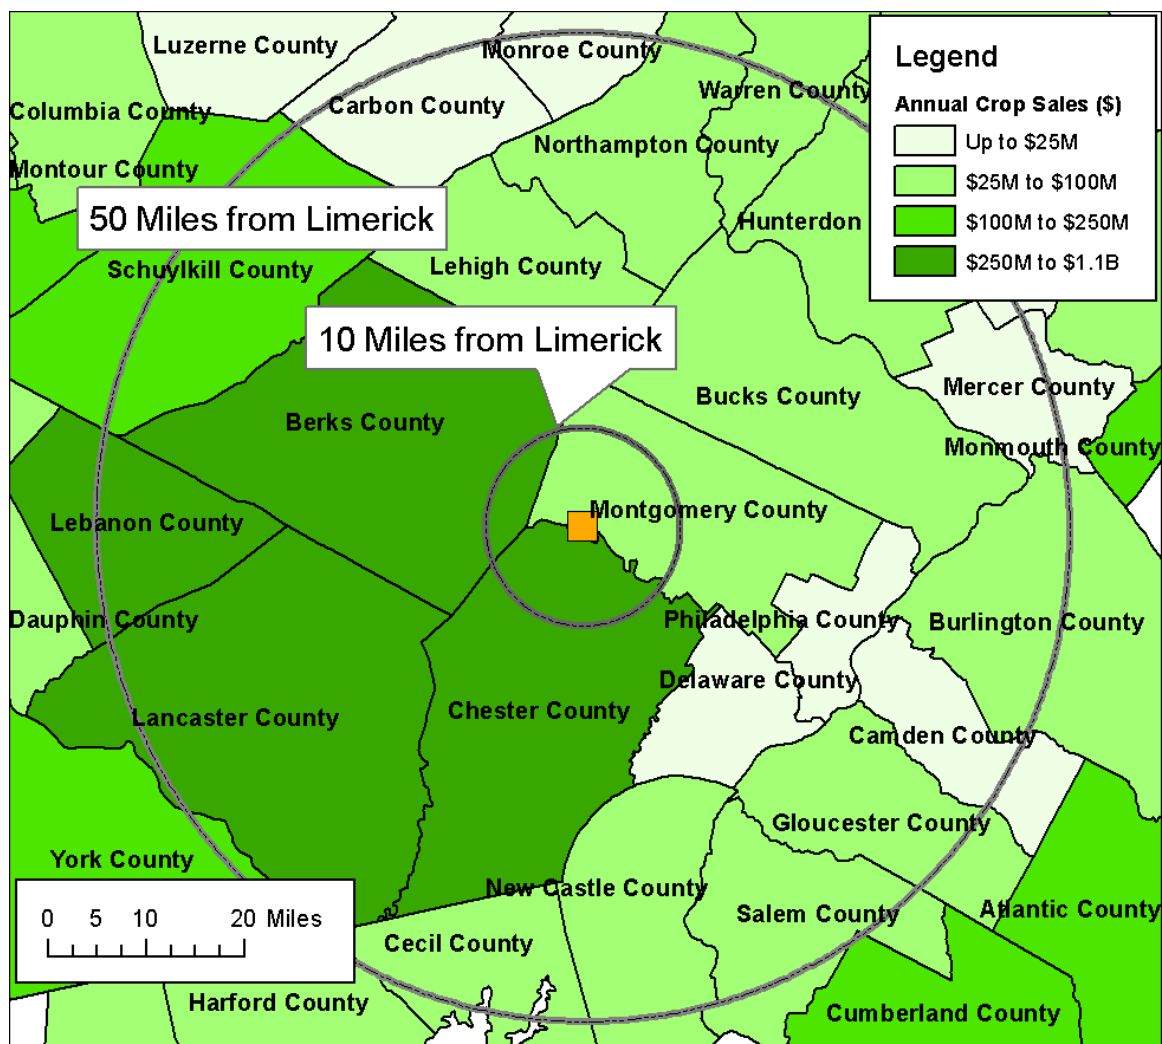 Luzerne County
Monroe County
Legend
Warren County
Annual Crop Sales ($)
Columbia County
Carbon County
Up to $25M
Northampton County
Montour County
$25M to $100M
50 Miles from Limerick
Hunterdon
$100M to $250M
Schuylkill County
Lehigh County
$250M to $1.1B
10 Miles from Limerick
Mercer County
Bucks County
Berks County
Monmouth County
Lebanon County
Montgomery County
Dauphin County
Philadelphia County
Burlington County
Delaware County
Lancaster County
Chester County
Camden County
Gloucester County
York County
New Castle County
Salem County
Atlantic County
0 5 10 20 Miles
Cecil County
Harford County
Cumberland County